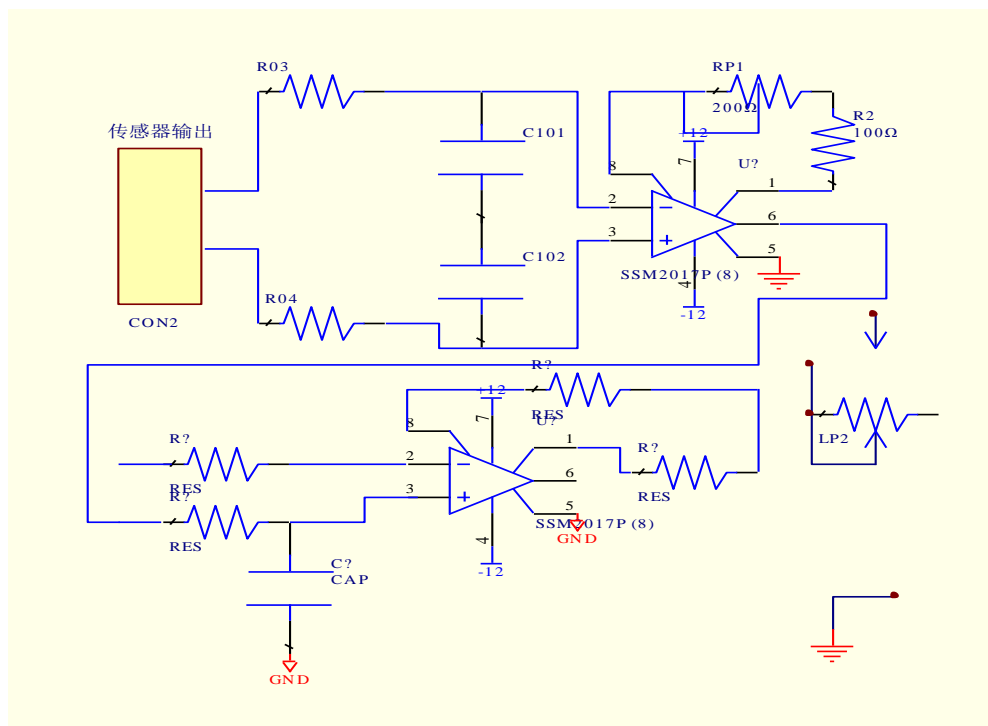 R03
RP1
200Ω
R2
100Ω
传感器输出
C101
+12
7
U?
8
1
2
6
3
5
C102
SSM2017P (8)
4
-12
R04
CON2
R?
+12
RES
U?
7
8
1
R?
LP2
R?
2
6
RES
RES
R?
3
5
SSM2017P (8)
GND
RES
4
-12
C?
CAP
GND